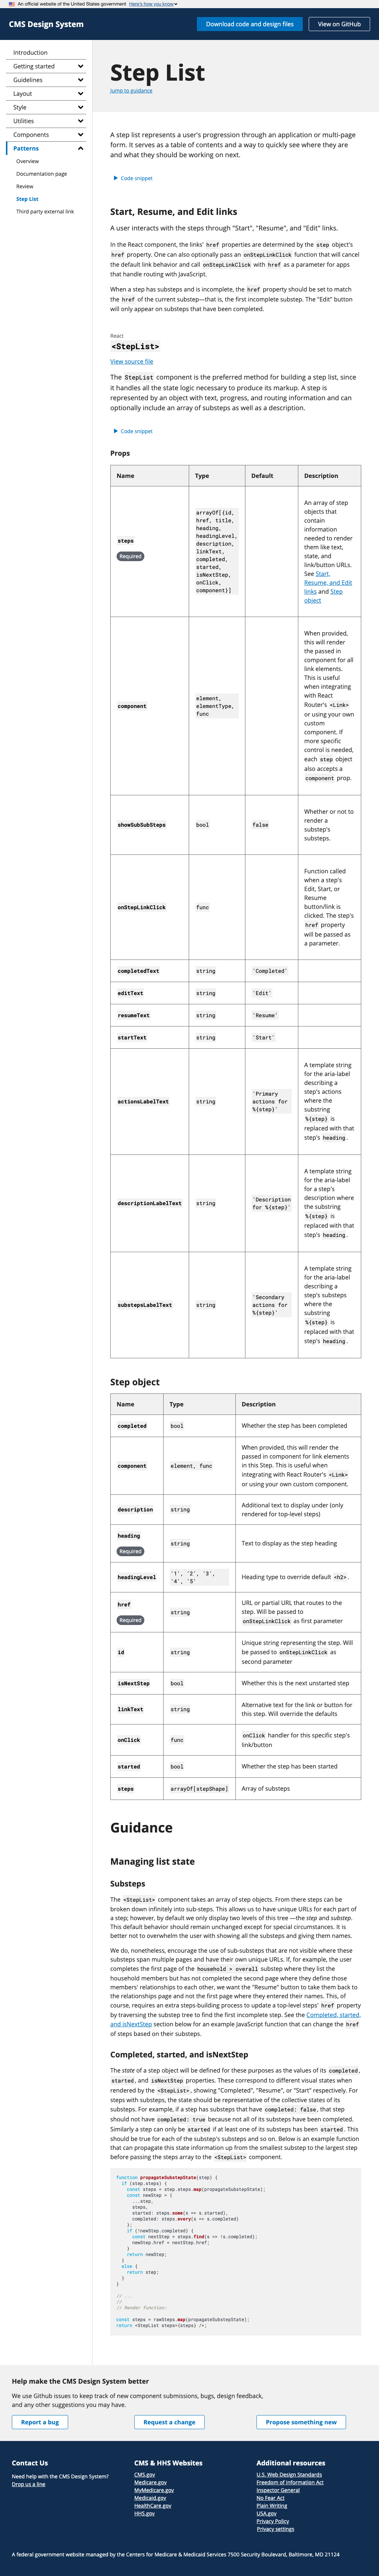 An official website of the United States government Here's how you know
CMS Design System
Download code and design files
View on GitHub
Introduction
Getting started
Guidelines
Layout
Style
Utilities
Components
Patterns
Overview
Documentation page
Review
Step List
Third party external link
Step List
Jump to guidance
A step list represents a user's progression through an application or multi-page
form. It serves as a table of contents and a way to quickly see where they are
and what they should be working on next.
Code snippet
Start, Resume, and Edit links
A user interacts with the steps through "Start", "Resume", and "Edit" links.
In the React component, the links' href properties are determined by the step object's
href property. One can also optionally pass an onStepLinkClick function that will cancel
the default link behavior and call onStepLinkClick with href as a parameter for apps
that handle routing with JavaScript.
When a step has substeps and is incomplete, the href property should be set to match
the href of the current substep—that is, the first incomplete substep. The "Edit" button
will only appear on substeps that have been completed.
React
<StepList>
View source file
The StepList component is the preferred method for building a step list, since
it handles all the state logic necessary to produce its markup. A step is
represented by an object with text, progress, and routing information and can
optionally include an array of substeps as well as a description.
Code snippet
Props
Name Type Default Description
steps
Required
arrayOf[{id,
href, title,
heading,
headingLevel,
description,
linkText,
completed,
started,
isNextStep,
onClick,
component}]
An array of step
objects that
contain
information
needed to render
them like text,
state, and
link/button URLs.
See Start,
Resume, and Edit
links and Step
object
component
element,
elementType,
func
When provided,
this will render
the passed in
component for all
link elements.
This is useful
when integrating
with React
Router's <Link>
or using your own
custom
component. If
more specific
control is needed,
each step object
also accepts a
component prop.
showSubSubSteps
bool
false
Whether or not to
render a
substep's
substeps.
onStepLinkClick
func
Function called
when a step's
Edit, Start, or
Resume
button/link is
clicked. The step's
href property
will be passed as
a parameter.
completedText string 'Completed'
editText string 'Edit'
resumeText string 'Resume'
startText string 'Start'
actionsLabelText
string
'Primary
actions for
%{step}'
A template string
for the aria-label
describing a
step's actions
where the
substring
%{step} is
replaced with that
step's heading.
descriptionLabelText
string
'Description
for %{step}'
A template string
for the aria-label
for a step's
description where
the substring
%{step} is
replaced with that
step's heading.
substepsLabelText
string
'Secondary
actions for
%{step}'
A template string
for the aria-label
describing a
step's substeps
where the
substring
%{step} is
replaced with that
step's heading.
Step object
Name Type Description
completed bool Whether the step has been completed
component
element, func
When provided, this will render the
passed in component for link elements
in this Step. This is useful when
integrating with React Router's <Link>
or using your own custom component.
description
string
Additional text to display under (only
rendered for top-level steps)
heading
Required
string
Text to display as the step heading
headingLevel
'1', '2', '3',
'4', '5'
Heading type to override default <h2>.
href
Required
string
URL or partial URL that routes to the
step. Will be passed to
onStepLinkClick as first parameter
id
string
Unique string representing the step. Will
be passed to onStepLinkClick as
second parameter
isNextStep bool Whether this is the next unstarted step
linkText
string
Alternative text for the link or button for
this step. Will override the defaults
onClick
func
onClick handler for this specific step's
link/button
started bool Whether the step has been started
steps arrayOf[stepShape] Array of substeps
Guidance
Managing list state
Substeps
The <StepList> component takes an array of step objects. From there steps can be
broken down infinitely into sub-steps. This allows us to have unique URLs for each part of a
step; however, by default we only display two levels of this tree —the step and substep.
This default behavior should remain unchanged except for special circumstances. It is
better not to overwhelm the user with showing all the substeps and giving them names.
We do, nonetheless, encourage the use of sub-substeps that are not visible where these
substeps span multiple pages and have their own unique URLs. If, for example, the user
completes the first page of the household > overall substep where they list the
household members but has not completed the second page where they define those
members' relationships to each other, we want the "Resume" button to take them back to
the relationships page and not the first page to list the household members. This, of
course, requires an extra steps-building process to update a top-level steps' href property
by traversing the substep tree to find the first incomplete step. See the Completed, started,
and isNextStep section below for an example JavaScript function that can change the href
of steps based on their substeps.
Completed, started, and isNextStep
The state of a step object will be defined for these purposes as the values of its completed,
started, and isNextStep properties. These correspond to different visual states when
rendered by the <StepList>, showing "Completed", "Resume", or "Start" respectively. For
steps with substeps, the state should be representative of the collective states of its
substeps. For example, if a step has substeps that have completed: false, that step
should not have completed: true because not all of its substeps have been completed.
Similarly a step can only be started if at least one of its substeps has been started. This
should be true for each of the substep's substeps and so on. Below is an example function
that can propagate this state information up from the smallest substep to the largest step
before passing the steps array to the <StepList> component.
function propagateSubstepState(step) {
if (step.steps) {
const steps = step.steps.map(propagateSubstepState);
const newStep = {
...step,
steps,
started: steps.some(s => s.started),
completed: steps.every(s => s.completed)
};
if (!newStep.completed) {
const nextStep = steps.find(s => !s.completed);
newStep.href = nextStep.href;
}
return newStep;
}
else {
return step;
}
}
// ...
//
// Render function:
const steps = rawSteps.map(propagateSubstepState);
return <StepList steps={steps} />;
Help make the CMS Design System better
We use Github issues to keep track of new component submissions, bugs, design feedback,
and any other suggestions you may have.
Report a bug
Request a change
Propose something new
Contact Us
Need help with the CMS Design System?
Drop us a line
CMS & HHS Websites
CMS.gov
Medicare.gov
MyMedicare.gov
Medicaid.gov
HealthCare.gov
HHS.gov
Additional resources
U.S. Web Design Standards
Freedom of Information Act
Inspector General
No Fear Act
Plain Writing
USA.gov
Privacy Policy
Privacy settings
A federal government website managed by the Centers for Medicare & Medicaid Services 7500 Security Boulevard, Baltimore, MD 21124